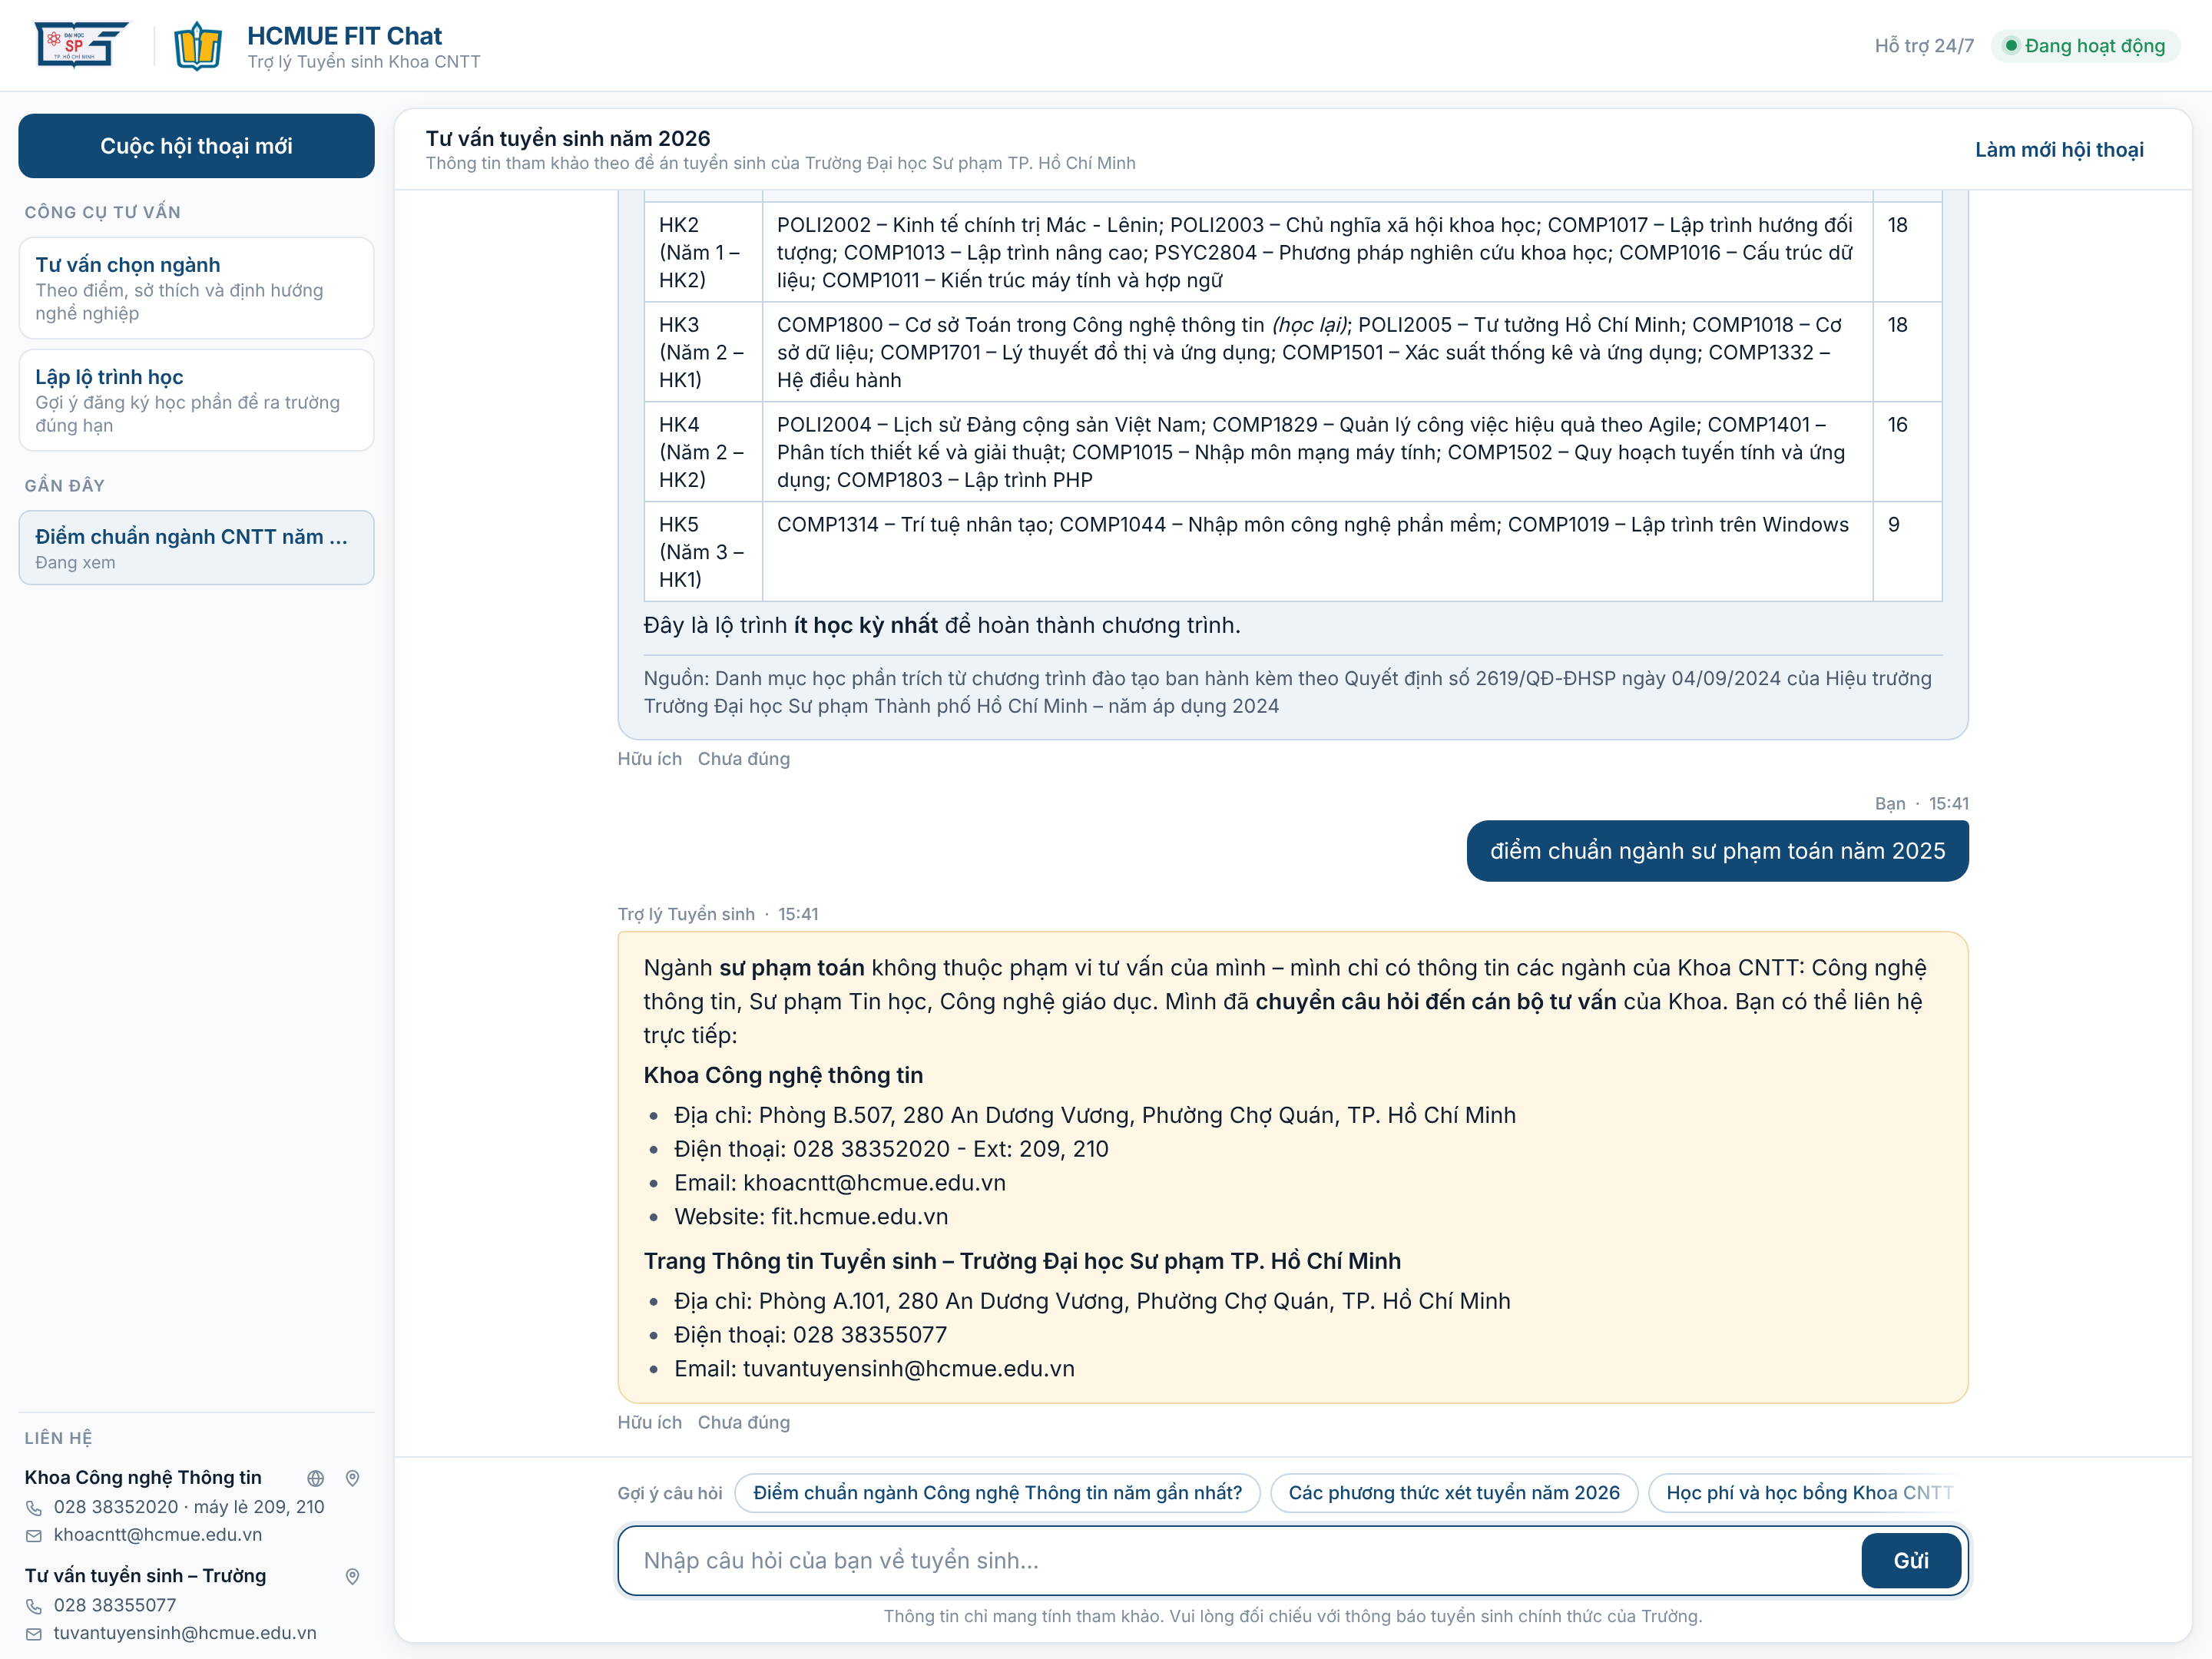 ĐẠI HỌC
SP
TP. HỒ CHÍ MINH
HCMUE FIT Chat
Trợ lý Tuyển sinh Khoa CNTT
Hỗ trợ 24/7
Đang hoạt động
Cuộc hội thoại mới
CÔNG CỤ TƯ VẤN
Tư vấn chọn ngành
Theo điểm, sở thích và định hướng
nghề nghiệp
Lập lộ trình học
Gợi ý đăng ký học phần để ra trường
đúng hạn
GẦN ĐÂY
Điểm chuẩn ngành CNTT năm ...
Đang xem
LIÊN HỆ
Khoa Công nghệ Thông tin
028 38352020 · máy lẻ 209, 210
khoacntt@hcmue.edu.vn
Tư vấn tuyển sinh – Trường
028 38355077
tuvantuyensinh@hcmue.edu.vn
Tư vấn tuyển sinh năm 2026
Thông tin tham khảo theo đề án tuyển sinh của Trường Đại học Sư phạm TP. Hồ Chí Minh
Làm mới hội thoại
HK2
(Năm 1 –
HK2)
POLI2002 – Kinh tế chính trị Mác - Lênin; POLI2003 – Chủ nghĩa xã hội khoa học; COMP1017 – Lập trình hướng đối
tượng; COMP1013 – Lập trình nâng cao; PSYC2804 – Phương pháp nghiên cứu khoa học; COMP1016 – Cấu trúc dữ
liệu; COMP1011 – Kiến trúc máy tính và hợp ngữ
18
HK3
(Năm 2 –
HK1)
COMP1800 – Cơ sở Toán trong Công nghệ thông tin (học lại); POLI2005 – Tư tưởng Hồ Chí Minh; COMP1018 – Cơ
sở dữ liệu; COMP1701 – Lý thuyết đồ thị và ứng dụng; COMP1501 – Xác suất thống kê và ứng dụng; COMP1332 –
Hệ điều hành
18
HK4
(Năm 2 –
HK2)
POLI2004 – Lịch sử Đảng cộng sản Việt Nam; COMP1829 – Quản lý công việc hiệu quả theo Agile; COMP1401 –
Phân tích thiết kế và giải thuật; COMP1015 – Nhập môn mạng máy tính; COMP1502 – Quy hoạch tuyến tính và ứng
dụng; COMP1803 – Lập trình PHP
16
HK5
(Năm 3 –
HK1)
COMP1314 – Trí tuệ nhân tạo; COMP1044 – Nhập môn công nghệ phần mềm; COMP1019 – Lập trình trên Windows
9
Đây là lộ trình ít học kỳ nhất để hoàn thành chương trình.
Nguồn: Danh mục học phần trích từ chương trình đào tạo ban hành kèm theo Quyết định số 2619/QĐ-ĐHSP ngày 04/09/2024 của Hiệu trưởng
Trường Đại học Sư phạm Thành phố Hồ Chí Minh – năm áp dụng 2024
Hữu ích Chưa đúng
Bạn · 15:41
điểm chuẩn ngành sư phạm toán năm 2025
Trợ lý Tuyển sinh · 15:41
Ngành sư phạm toán không thuộc phạm vi tư vấn của mình – mình chỉ có thông tin các ngành của Khoa CNTT: Công nghệ
thông tin, Sư phạm Tin học, Công nghệ giáo dục. Mình đã chuyển câu hỏi đến cán bộ tư vấn của Khoa. Bạn có thể liên hệ
trực tiếp:
Khoa Công nghệ thông tin
• Địa chỉ: Phòng B.507, 280 An Dương Vương, Phường Chợ Quán, TP. Hồ Chí Minh
• Điện thoại: 028 38352020 - Ext: 209, 210
• Email: khoacntt@hcmue.edu.vn
• Website: fit.hcmue.edu.vn
Trang Thông tin Tuyển sinh – Trường Đại học Sư phạm TP. Hồ Chí Minh
• Địa chỉ: Phòng A.101, 280 An Dương Vương, Phường Chợ Quán, TP. Hồ Chí Minh
• Điện thoại: 028 38355077
• Email: tuvantuyensinh@hcmue.edu.vn
Hữu ích Chưa đúng
Gợi ý câu hỏi
Điểm chuẩn ngành Công nghệ Thông tin năm gần nhất?
Các phương thức xét tuyển năm 2026
Học phí và học bổng Khoa CNTT
Nhập câu hỏi của bạn về tuyển sinh...
Gửi
Thông tin chỉ mang tính tham khảo. Vui lòng đối chiếu với thông báo tuyển sinh chính thức của Trường.